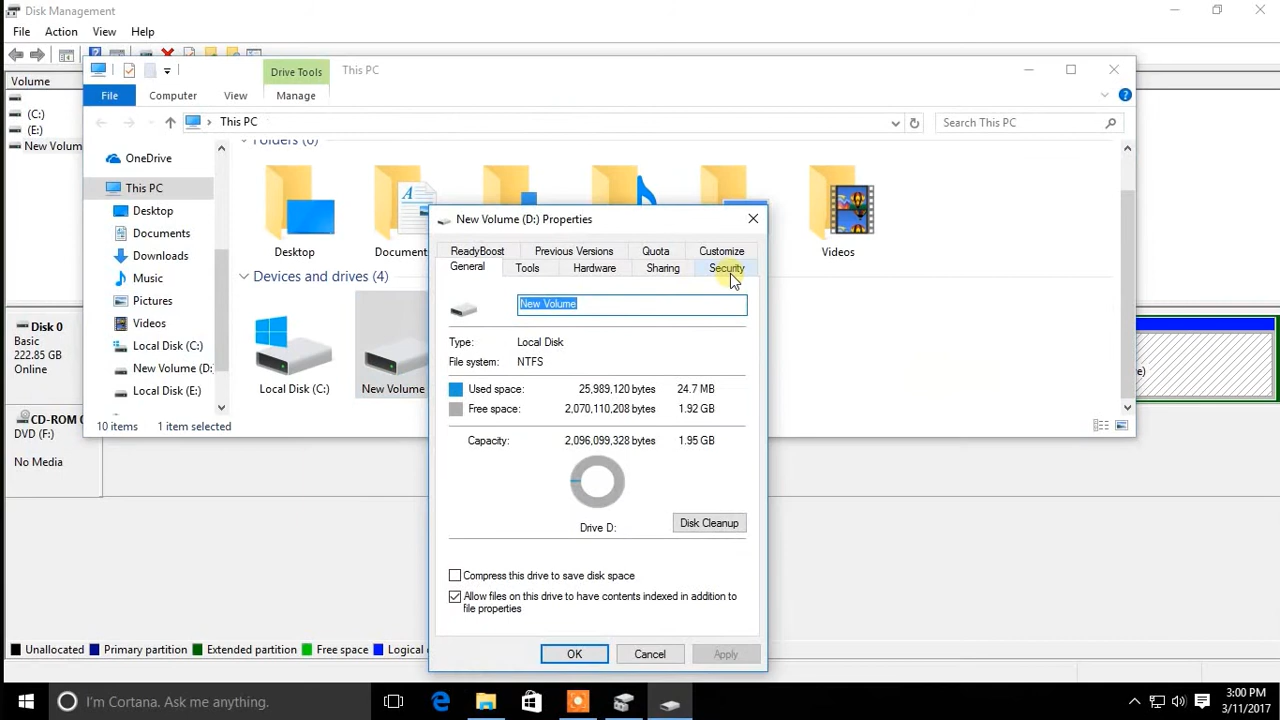 Disk Management
File Action View Help
Volume
(C:)
(E:)
New Volum
Drive Tools
This PC
File Computer View Manage
This PC
Search This PC
OneDrive
This PC
Desktop
Documents
Downloads
Music
Pictures
Videos
Local Disk (C:)
New Volume (D:
Local Disk (E:)
Folders (6)
Desktop
Document
Videos
Devices and drives (4)
Local Disk (C:)
New Volume
10 items 1 item selected
New Volume (D:) Properties
ReadyBoost Previous Versions Quota Customize
General Tools Hardware Sharing Security
New Volume
Type: Local Disk
File system: NTFS
Used space: 25,989,120 bytes 24.7 MB
Free space: 2,070,110,208 bytes 1.92 GB
Capacity: 2,096,099,328 bytes 1.95 GB
Drive D:
Disk Cleanup
Compress this drive to save disk space
Allow files on this drive to have contents indexed in addition to
file properties
OK Cancel Apply
Disk 0
Basic
222.85 GB
Online
e)
CD-ROM 0
DVD (F:)
No Media
Unallocated Primary partition Extended partition Free space Logical
I'm Cortana. Ask me anything.
3:00 PM
3/11/2017